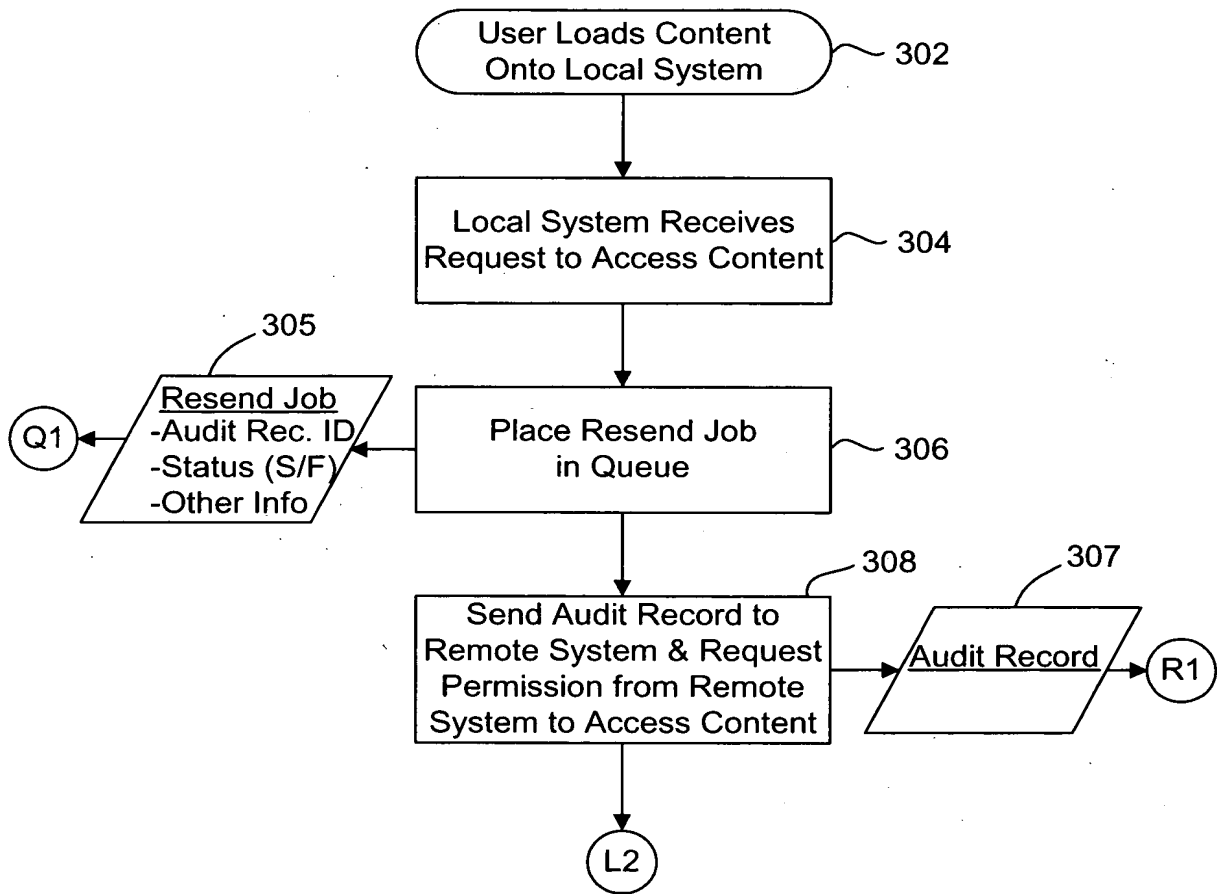 User Loads Content
Onto Local System
302
Local System Receives
Request to Access Content
304
305
Resend Job
-Audit Rec. ID
-Status (S/F)
-Other Info
Q1
Place Resend Job
in Queue
306
308
307
Send Audit Record to
Remote System & Request
Permission from Remote
System to Access Content
Audit Record
R1
L2